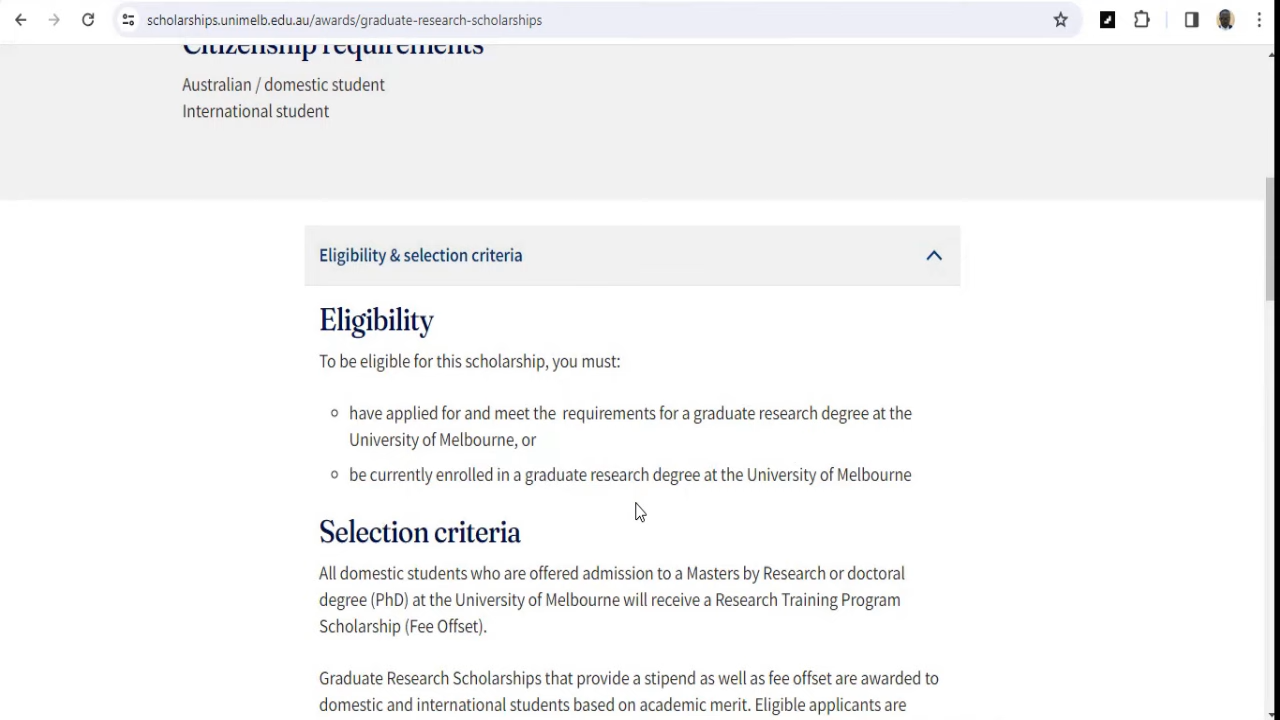 scholarships.unimelb.edu.au/awards/graduate-research-scholarships
Citizenship requirements
Australian / domestic student
International student
Eligibility & selection criteria
Eligibility
To be eligible for this scholarship, you must:
have applied for and meet the requirements for a graduate research degree at the
University of Melbourne, or
be currently enrolled in a graduate research degree at the University of Melbourne
Selection criteria
All domestic students who are offered admission to a Masters by Research or doctoral
degree (PhD) at the University of Melbourne will receive a Research Training Program
Scholarship (Fee Offset).
Graduate Research Scholarships that provide a stipend as well as fee offset are awarded to
domestic and international students based on academic merit. Eligible applicants are